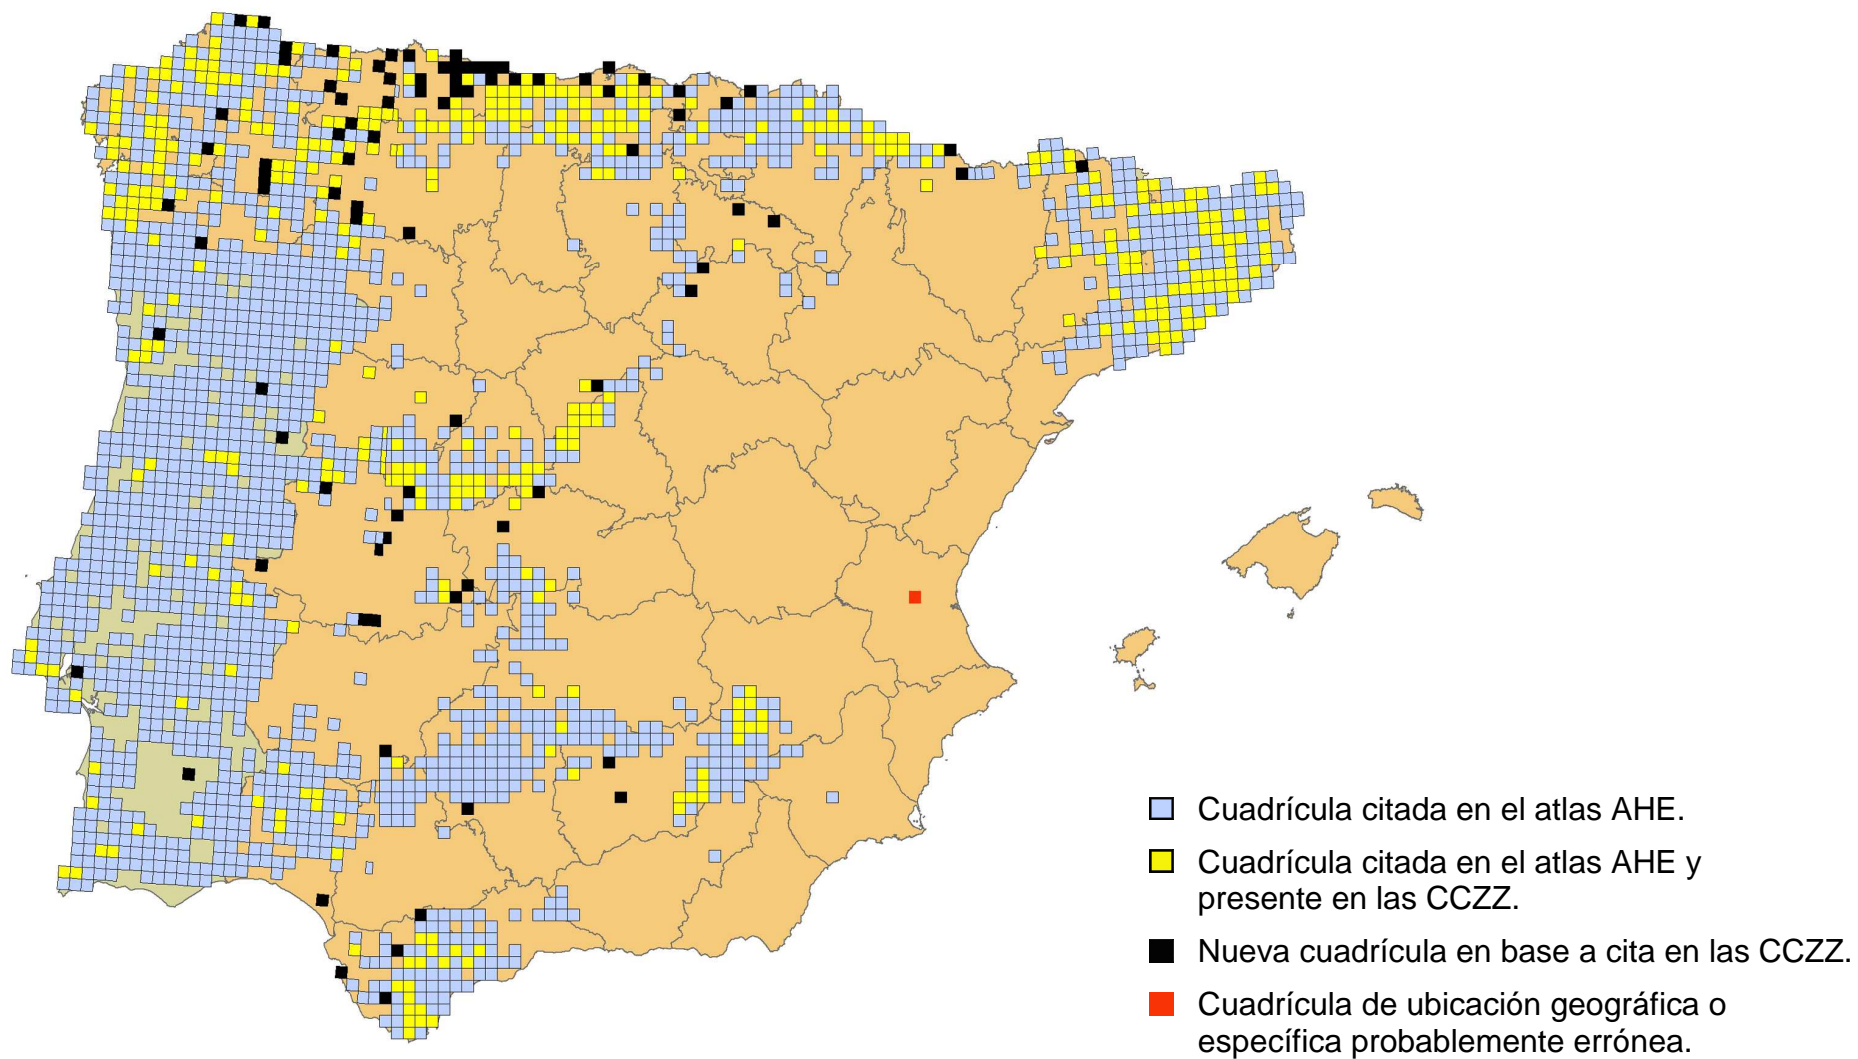 Cuadrícula citada en el atlas AHE.
Cuadrícula citada en el atlas AHE y
presente en las CCZZ.
Nueva cuadrícula en base a cita en las CCZZ.
Cuadrícula de ubicación geográfica o
específica probablemente errónea.